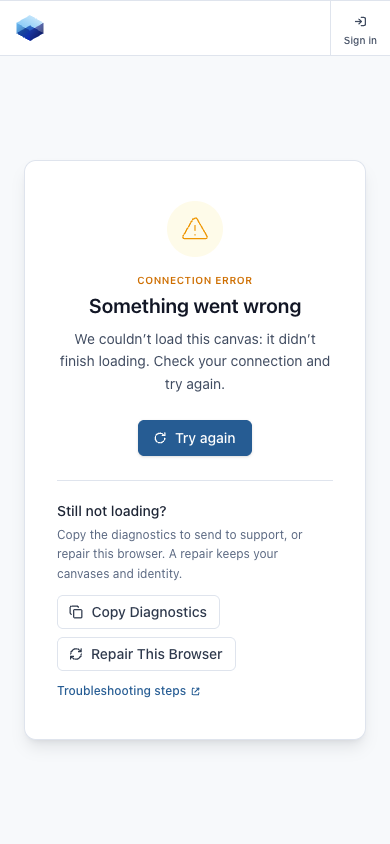 Sign in
CONNECTION ERROR
Something went wrong
We couldn’t load this canvas: it didn’t
finish loading. Check your connection and
try again.
Try again
Still not loading?
Copy the diagnostics to send to support, or
repair this browser. A repair keeps your
canvases and identity.
Copy Diagnostics
Repair This Browser
Troubleshooting steps